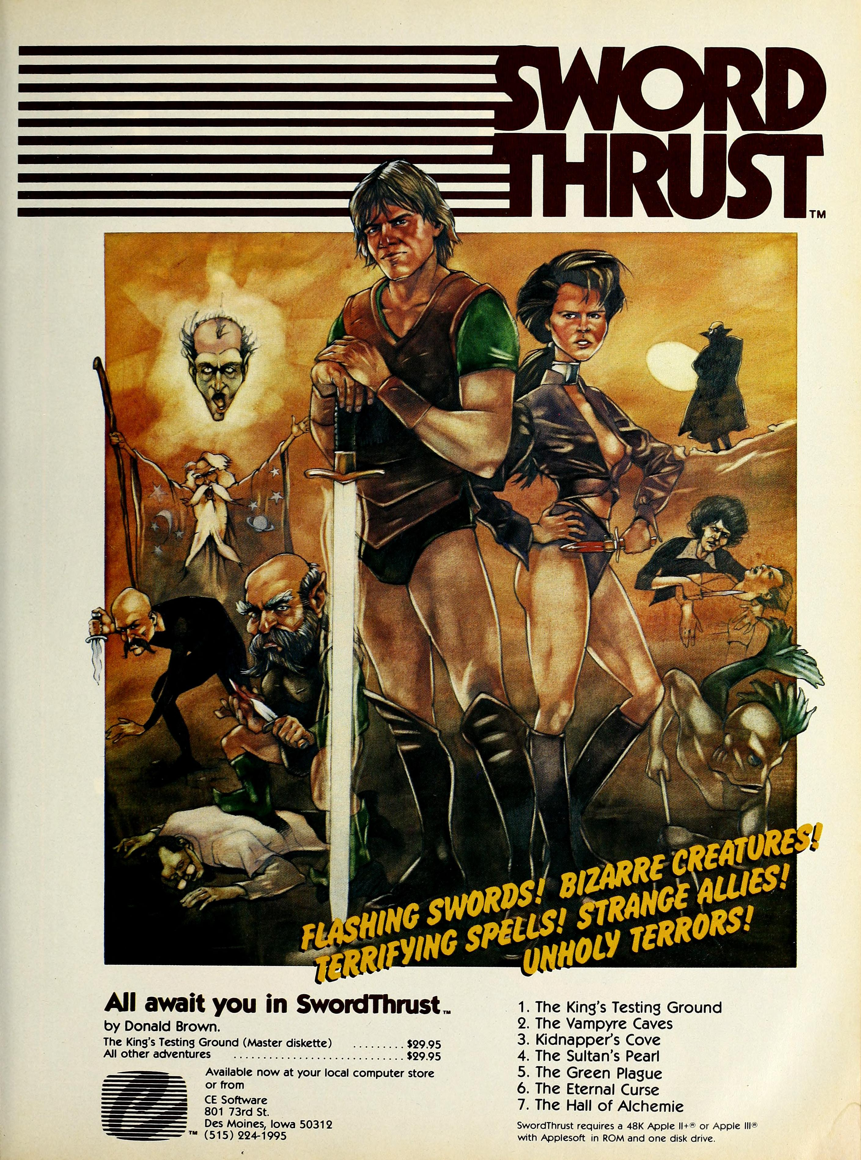 SWORD
THRUST™
FLASHING SWORDS! BIZARRE CREATURES!
TERRIFYING SPELLS! STRANGE ALLIES!
UNHOLY TERRORS!
All await you in SwordThrust™
by Donald Brown.
The King's Testing Ground (Master diskette) ......... $29.95
All other adventures ............................ $29.95
Available now at your local computer store
or from
CE Software
801 73rd St.
Des Moines, Iowa 50312
(515) 224-1995
™
1. The King's Testing Ground
2. The Vampyre Caves
3. Kidnapper's Cove
4. The Sultan's Pearl
5. The Green Plague
6. The Eternal Curse
7. The Hall of Alchemie
SwordThrust requires a 48K Apple II+® or Apple III®
with Applesoft in ROM and one disk drive.